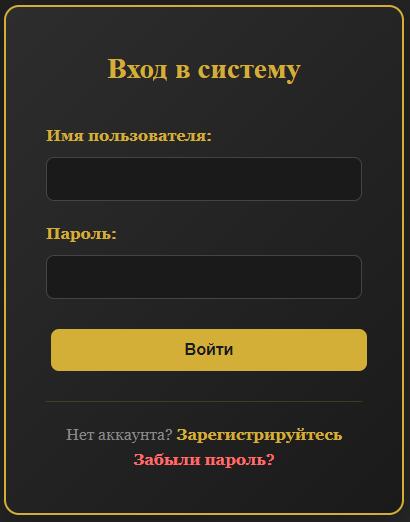 Вход в систему
Имя пользователя:
Пароль:
Войти
Нет аккаунта? Зарегистрируйтесь
Забыли пароль?